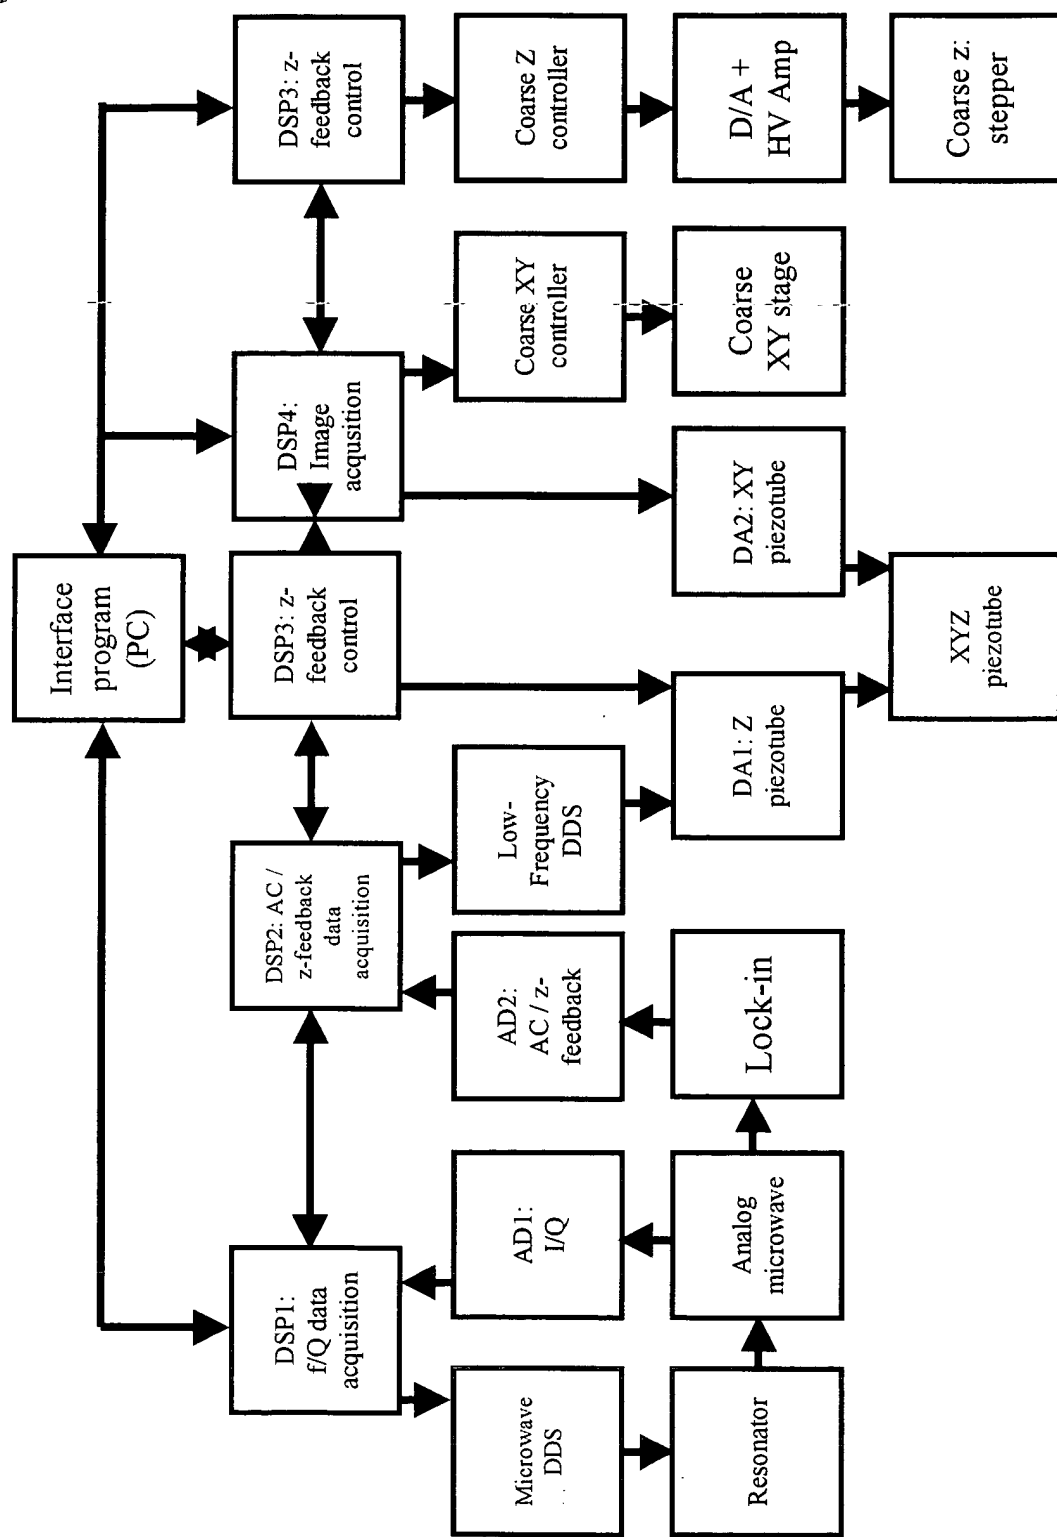 Interface
program
(PC)
DSP1:
f/Q data
acquisition
DSP2: AC /
z-feedback
data
acquisition
DSP3: z-
feedback
control
DSP4:
Image
acqusition
DSP3: z-
feedback
control
Microwave
DDS
AD1:
I/Q
AD2:
AC / z-
feedback
Low-
Frequency
DDS
Coarse XY
controller
Coarse Z
controller
Resonator
Analog
microwave
Lock-in
DA1: Z
piezotube
DA2: XY
piezotube
Coarse
XY stage
D/A +
HV Amp
XYZ
piezotube
Coarse z:
stepper